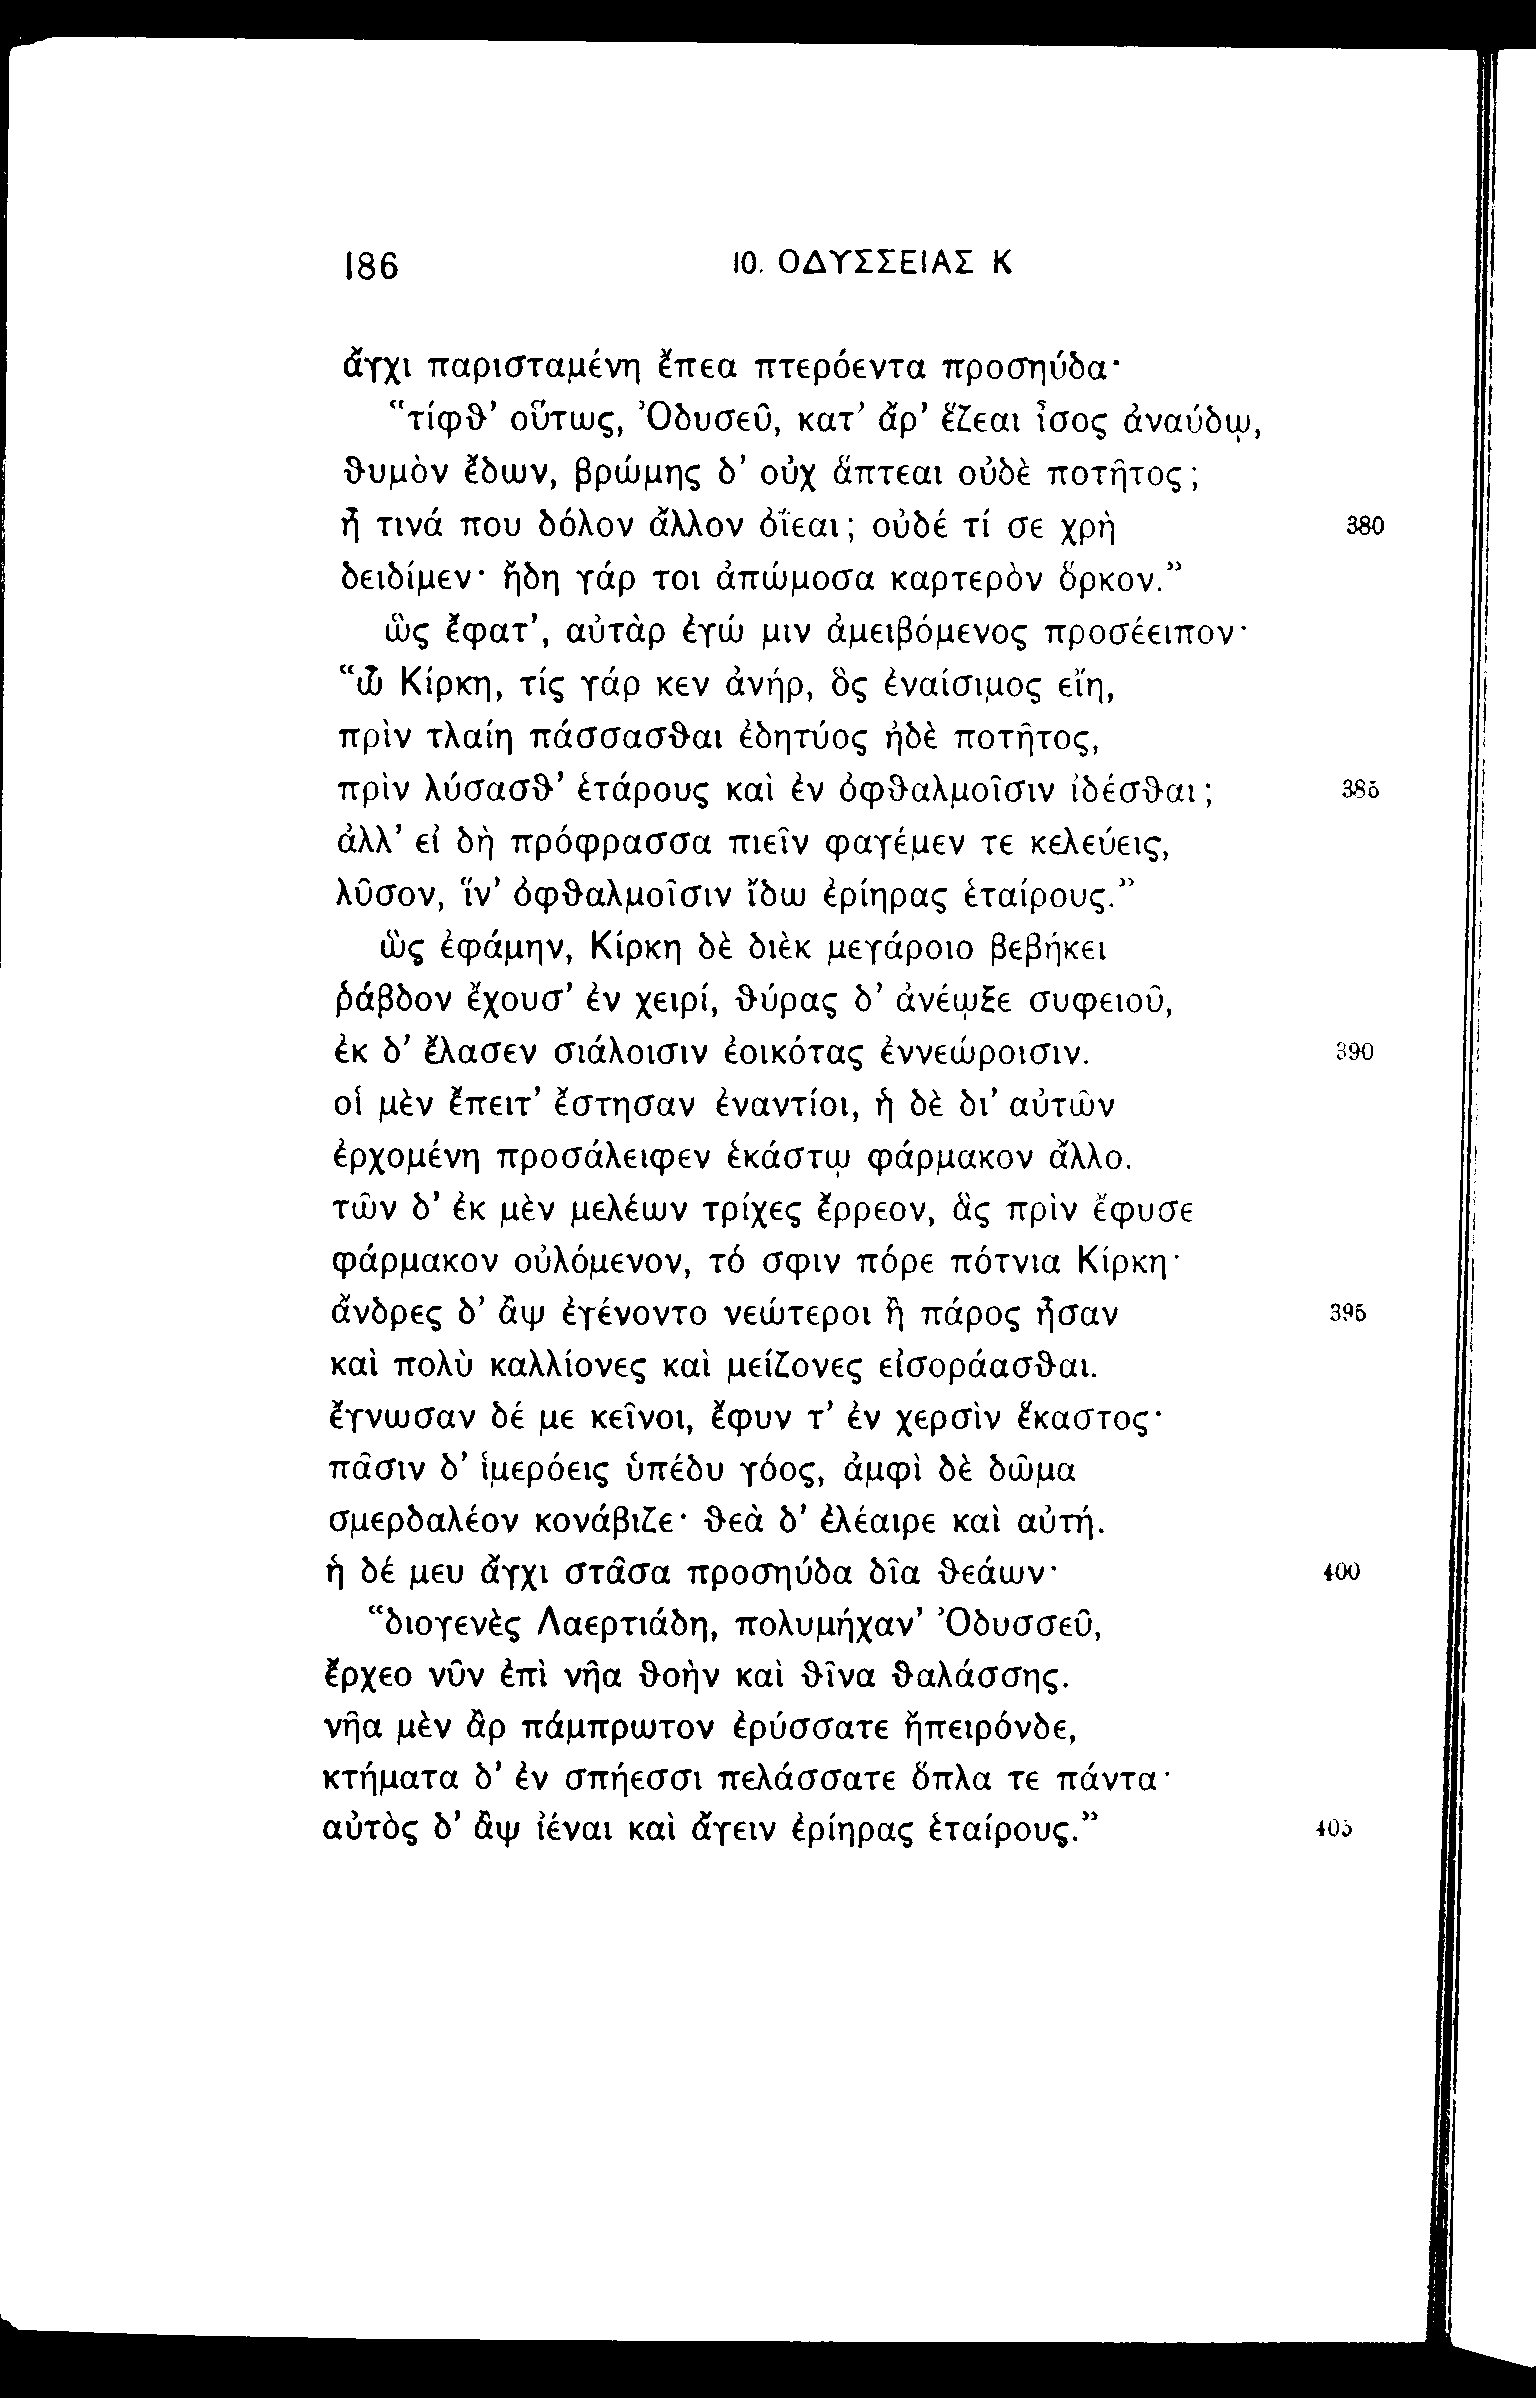 186 10. ΟΔΥΣΣΕΙΑΣ Κ
ἄγχι παρισταμένη ἔπεα πτερόεντα προσηύδα·
“τίφθ’ οὕτως, Ὀδυσεῦ, κατ’ ἄρ’ ἕζεαι ἶσος ἀναύδῳ,
θυμὸν ἔδων, βρώμης δ’ οὐχ ἅπτεαι οὐδὲ ποτῆτος;
ἦ τινά που δόλον ἄλλον ὀΐεαι; οὐδέ τί σε χρὴ 380
δειδίμεν· ἤδη γάρ τοι ἀπώμοσα καρτερὸν ὅρκον.”
ὣς ἔφατ’, αὐτὰρ ἐγώ μιν ἀμειβόμενος προσέειπον·
“ὦ Κίρκη, τίς γάρ κεν ἀνήρ, ὃς ἐναίσιμος εἴη,
πρὶν τλαίη πάσσασθαι ἐδητύος ἠδὲ ποτῆτος,
πρὶν λύσασθ’ ἑτάρους καὶ ἐν ὀφθαλμοῖσιν ἰδέσθαι; 385
ἀλλ’ εἰ δὴ πρόφρασσα πιεῖν φαγέμεν τε κελεύεις,
λῦσον, ἵν’ ὀφθαλμοῖσιν ἴδω ἐρίηρας ἑταίρους.”
ὣς ἐφάμην, Κίρκη δὲ διὲκ μεγάροιο βεβήκει
ῥάβδον ἔχουσ’ ἐν χειρί, θύρας δ’ ἀνέῳξε συφειοῦ,
ἐκ δ’ ἔλασεν σιάλοισιν ἐοικότας ἐννεώροισιν. 390
οἱ μὲν ἔπειτ’ ἔστησαν ἐναντίοι, ἡ δὲ δι’ αὐτῶν
ἐρχομένη προσάλειφεν ἑκάστῳ φάρμακον ἄλλο.
τῶν δ’ ἐκ μὲν μελέων τρίχες ἔρρεον, ἃς πρὶν ἔφυσε
φάρμακον οὐλόμενον, τό σφιν πόρε πότνια Κίρκη·
ἄνδρες δ’ ἂψ ἐγένοντο νεώτεροι ἢ πάρος ἦσαν 395
καὶ πολὺ καλλίονες καὶ μείζονες εἰσοράασθαι.
ἔγνωσαν δέ με κεῖνοι, ἔφυν τ’ ἐν χερσὶν ἕκαστος·
πᾶσιν δ’ ἱμερόεις ὑπέδυ γόος, ἀμφὶ δὲ δῶμα
σμερδαλέον κονάβιζε· θεὰ δ’ ἐλέαιρε καὶ αὐτή.
ἡ δέ μευ ἄγχι στᾶσα προσηύδα δῖα θεάων· 400
“διογενὲς Λαερτιάδη, πολυμήχαν’ Ὀδυσσεῦ,
ἔρχεο νῦν ἐπὶ νῆα θοὴν καὶ θῖνα θαλάσσης.
νῆα μὲν ἂρ πάμπρωτον ἐρύσσατε ἤπειρόνδε,
κτήματα δ’ ἐν σπήεσσι πελάσσατε ὅπλα τε πάντα·
αὐτὸς δ’ ἂψ ἰέναι καὶ ἄγειν ἐρίηρας ἑταίρους.” 405